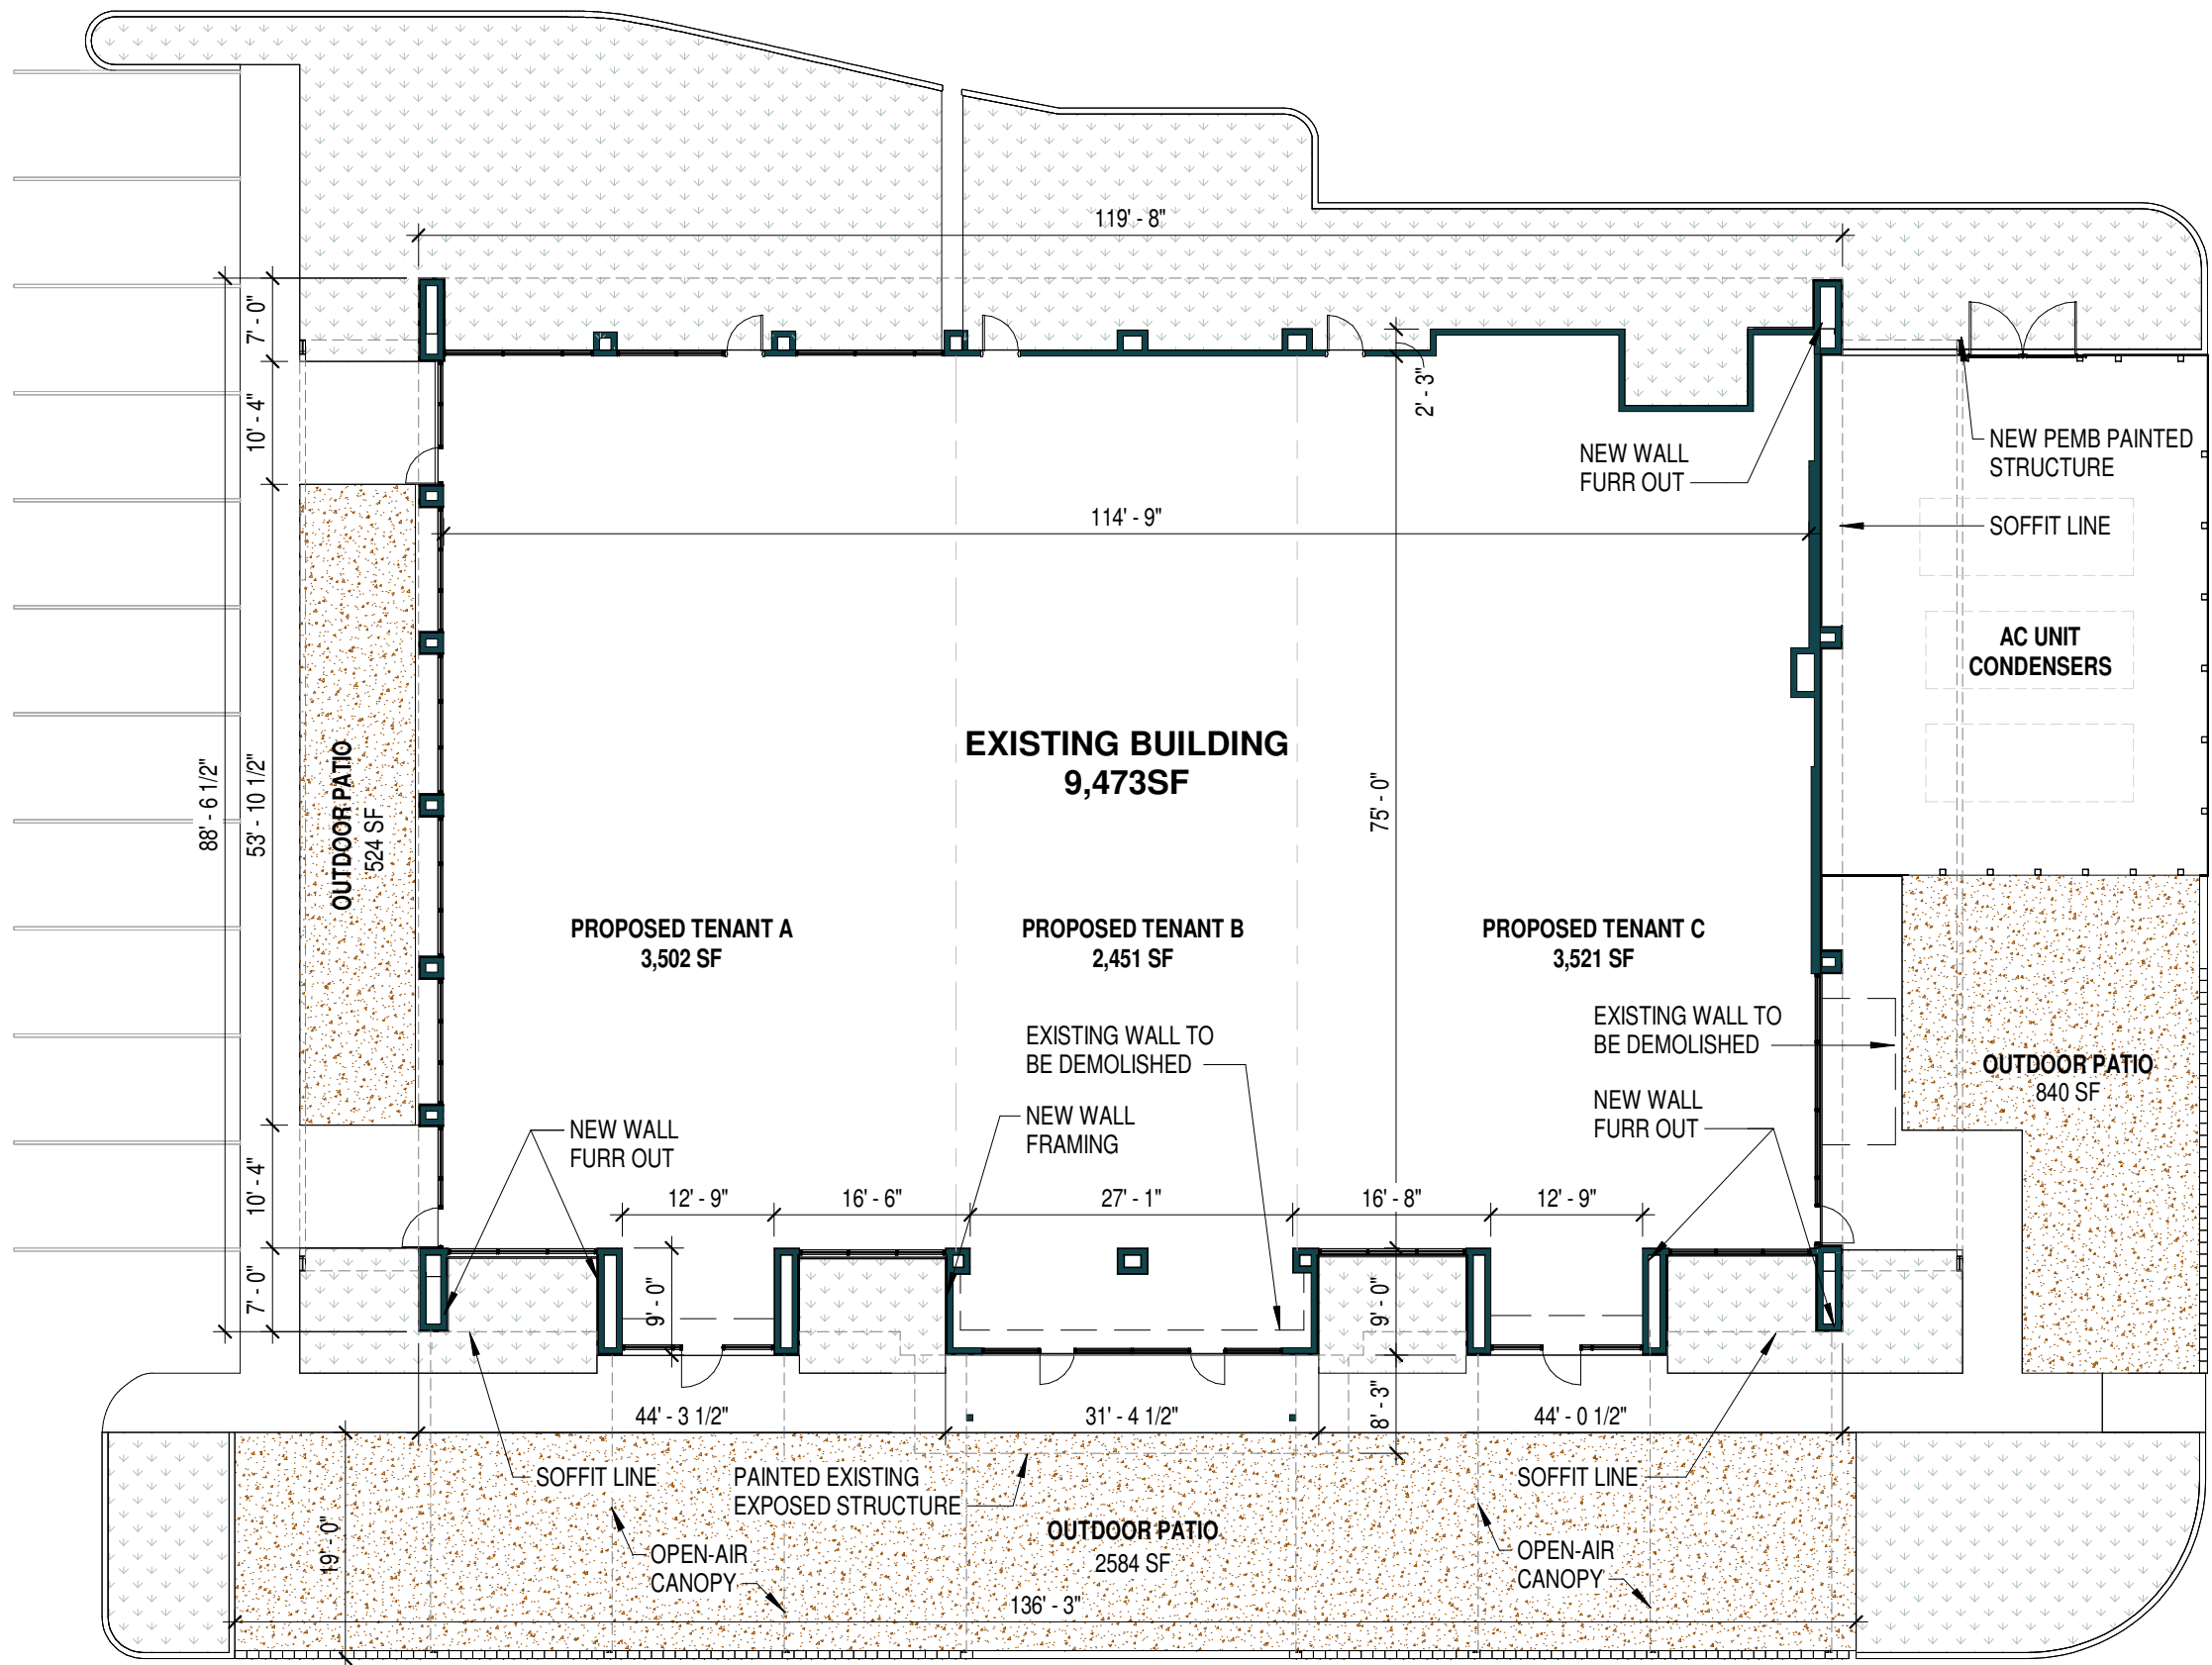 119' - 8"
7' - 0"
2' - 3"
10' - 4"
NEW WALL
FURR OUT
NEW PEMB PAINTED
STRUCTURE
114' - 9"
SOFFIT LINE
AC UNIT
CONDENSERS
EXISTING BUILDING
9,473SF
75' - 0"
88' - 6 1/2"
53' - 10 1/2"
OUTDOOR PATIO
524 SF
PROPOSED TENANT A
3,502 SF
PROPOSED TENANT B
2,451 SF
PROPOSED TENANT C
3,521 SF
EXISTING WALL TO
BE DEMOLISHED
EXISTING WALL TO
BE DEMOLISHED
OUTDOOR PATIO
840 SF
NEW WALL
FURR OUT
NEW WALL
FRAMING
NEW WALL
FURR OUT
10' - 4"
12' - 9"
16' - 6"
27' - 1"
16' - 8"
12' - 9"
7' - 0"
9' - 0"
9' - 0"
8' - 3"
44' - 3 1/2"
31' - 4 1/2"
44' - 0 1/2"
SOFFIT LINE
PAINTED EXISTING
EXPOSED STRUCTURE
SOFFIT LINE
19' - 0"
OPEN-AIR
CANOPY
OUTDOOR PATIO
2584 SF
OPEN-AIR
CANOPY
136' - 3"